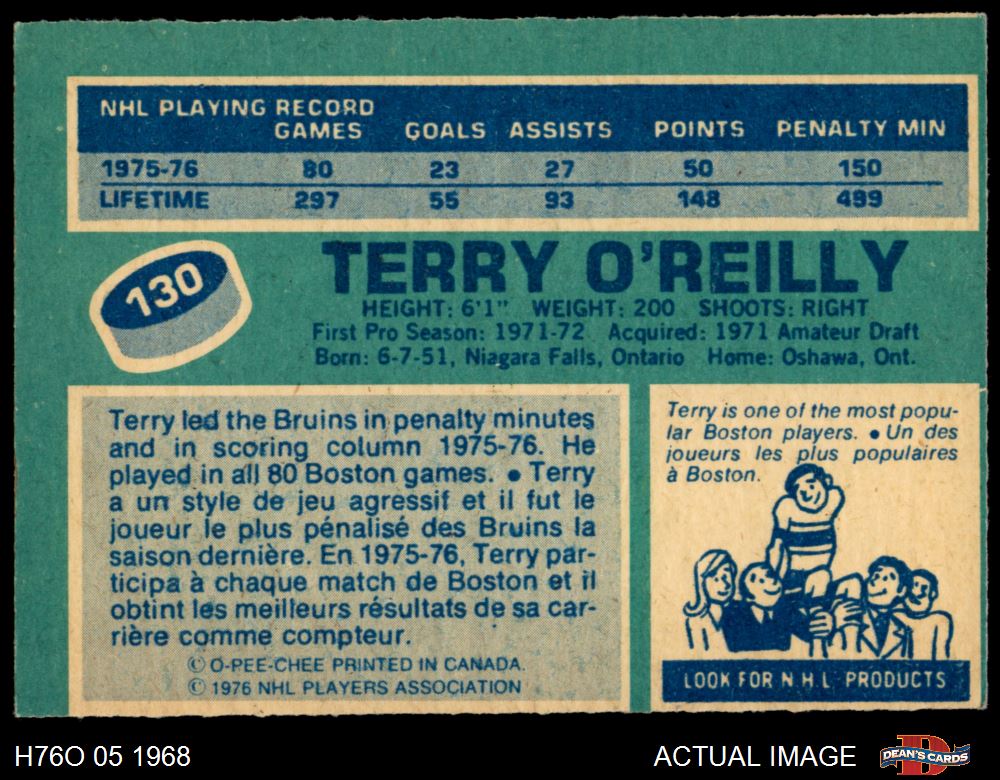 NHL PLAYING RECORD
GAMES GOALS ASSISTS POINTS PENALTY MIN
1975-76 80 23 27 50 150
LIFETIME 297 55 93 148 499
130
TERRY O'REILLY
HEIGHT: 6'1" WEIGHT: 200 SHOOTS: RIGHT
First Pro Season: 1971-72 Acquired: 1971 Amateur Draft
Born: 6-7-51, Niagara Falls, Ontario Home: Oshawa, Ont.
Terry led the Bruins in penalty minutes
and in scoring column 1975-76. He
played in all 80 Boston games. • Terry
a un style de jeu agressif et il fut le
joueur le plus pénalisé des Bruins la
saison dernière. En 1975-76, Terry par-
ticipa à chaque match de Boston et il
obtint les meilleurs résultats de sa car-
rière comme compteur.
© O-PEE-CHEE PRINTED IN CANADA.
© 1976 NHL PLAYERS ASSOCIATION
Terry is one of the most popu-
lar Boston players. • Un des
joueurs les plus populaires
à Boston.
LOOK FOR N H L PRODUCTS
H76O 05 1968
ACTUAL IMAGE
D
DEAN'S CARDS